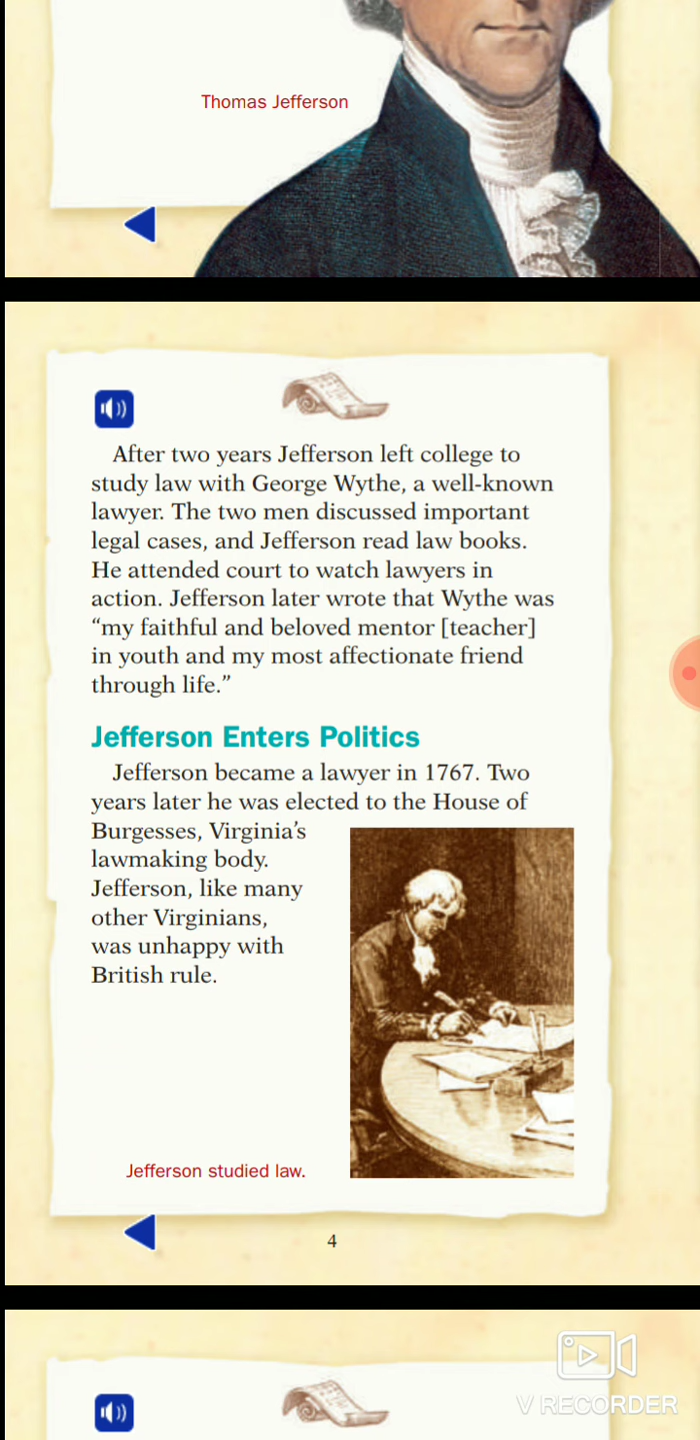 Thomas Jefferson
After two years Jefferson left college to
study law with George Wythe, a well-known
lawyer. The two men discussed important
legal cases, and Jefferson read law books.
He attended court to watch lawyers in
action. Jefferson later wrote that Wythe was
“my faithful and beloved mentor [teacher]
in youth and my most affectionate friend
through life.”
Jefferson Enters Politics
Jefferson became a lawyer in 1767. Two
years later he was elected to the House of
Burgesses, Virginia’s
lawmaking body.
Jefferson, like many
other Virginians,
was unhappy with
British rule.
Jefferson studied law.
4
V RECORDER